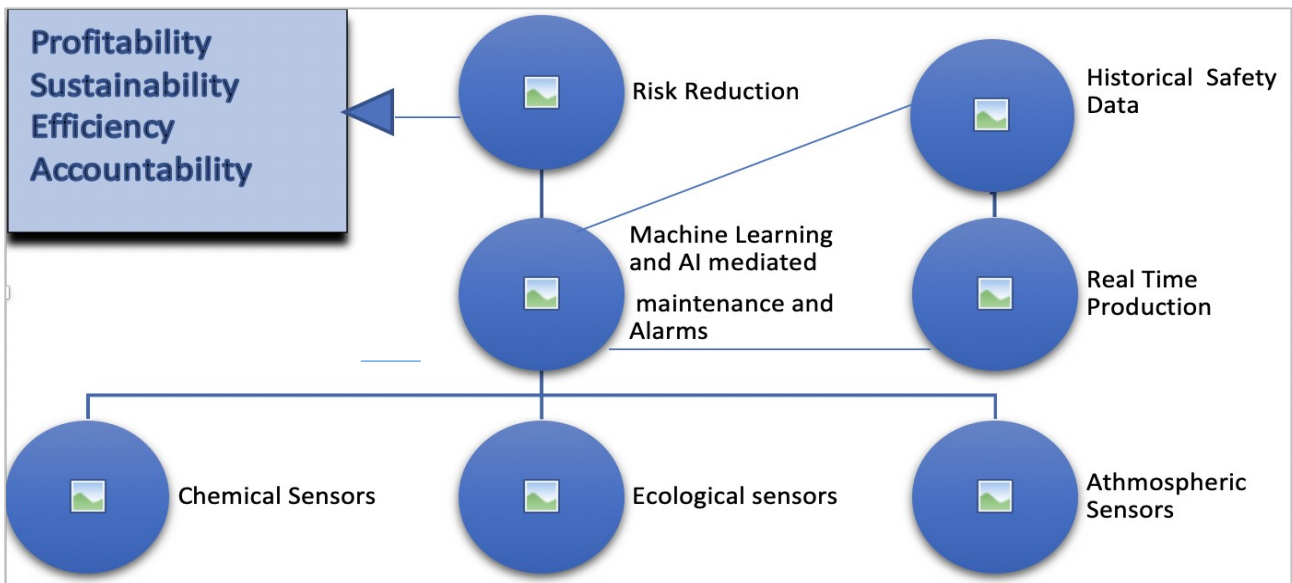 Profitability
Sustainability
Efficiency
Accountability
Risk Reduction
Historical Safety
Data
Machine Learning
and AI mediated
maintenance and
Alarms
Real Time
Production
Chemical Sensors
Ecological sensors
Athmospheric
Sensors